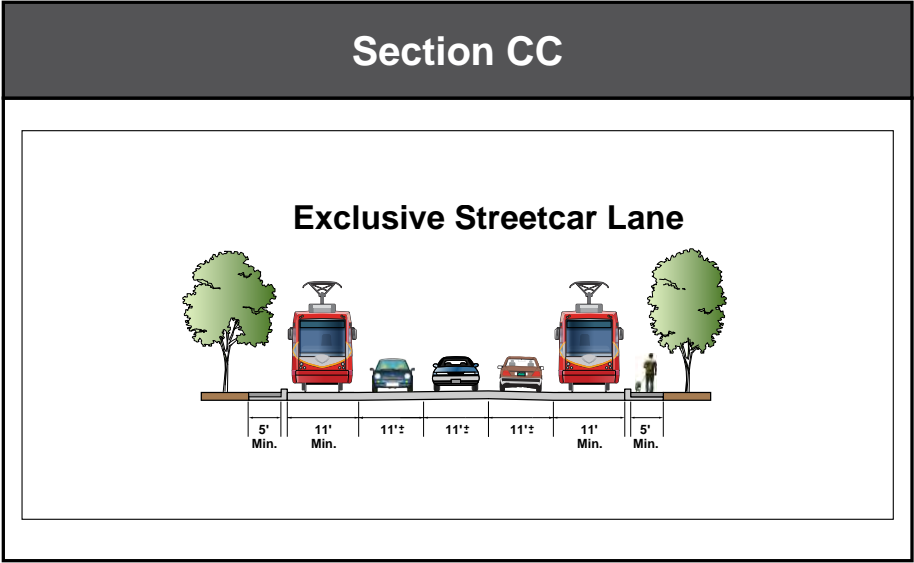 Section CC
Exclusive Streetcar Lane
5' 11' 11'± 11'± 11'± 11' 5'
Min. Min. Min. Min.